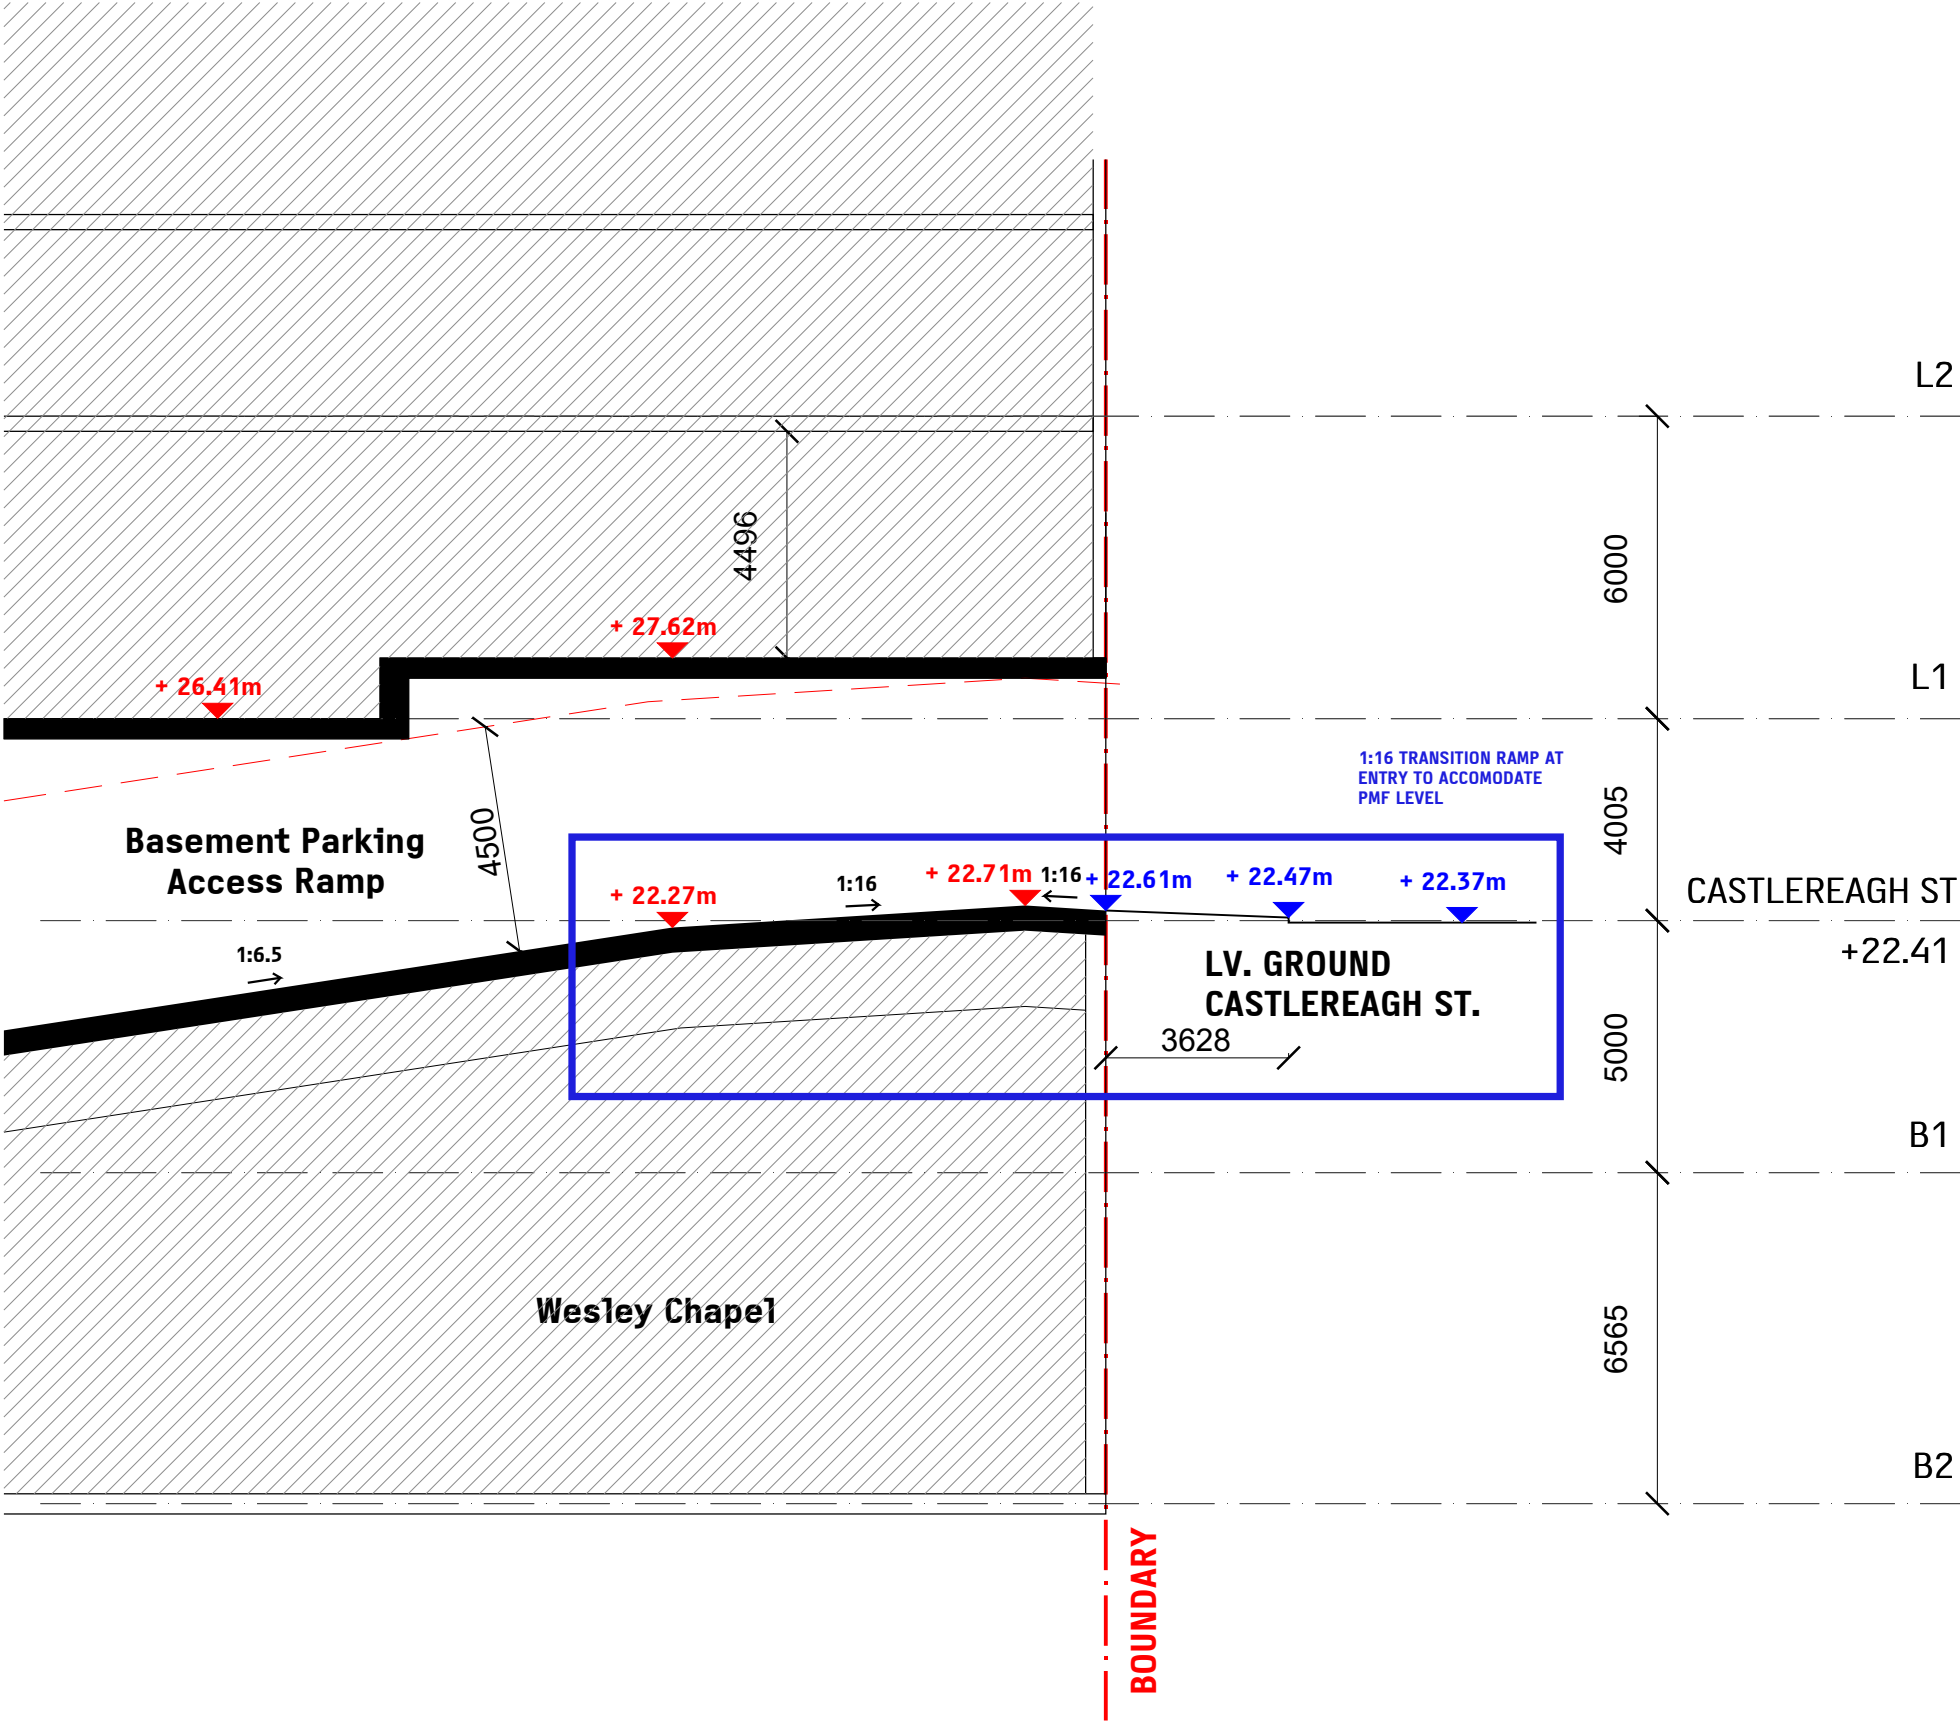 L2
4496
6000
+ 27.62m
+ 26.41m
L1
1:16 TRANSITION RAMP AT
ENTRY TO ACCOMODATE
PMF LEVEL
4005
Basement Parking
Access Ramp
4500
+ 22.27m
1:16
+ 22.71m
1:16
+ 22.61m
+ 22.47m
+ 22.37m
CASTLEREAGH ST
+22.41
1:6.5
LV. GROUND
CASTLEREAGH ST.
3628
5000
B1
Wesley Chapel
6565
B2
BOUNDARY